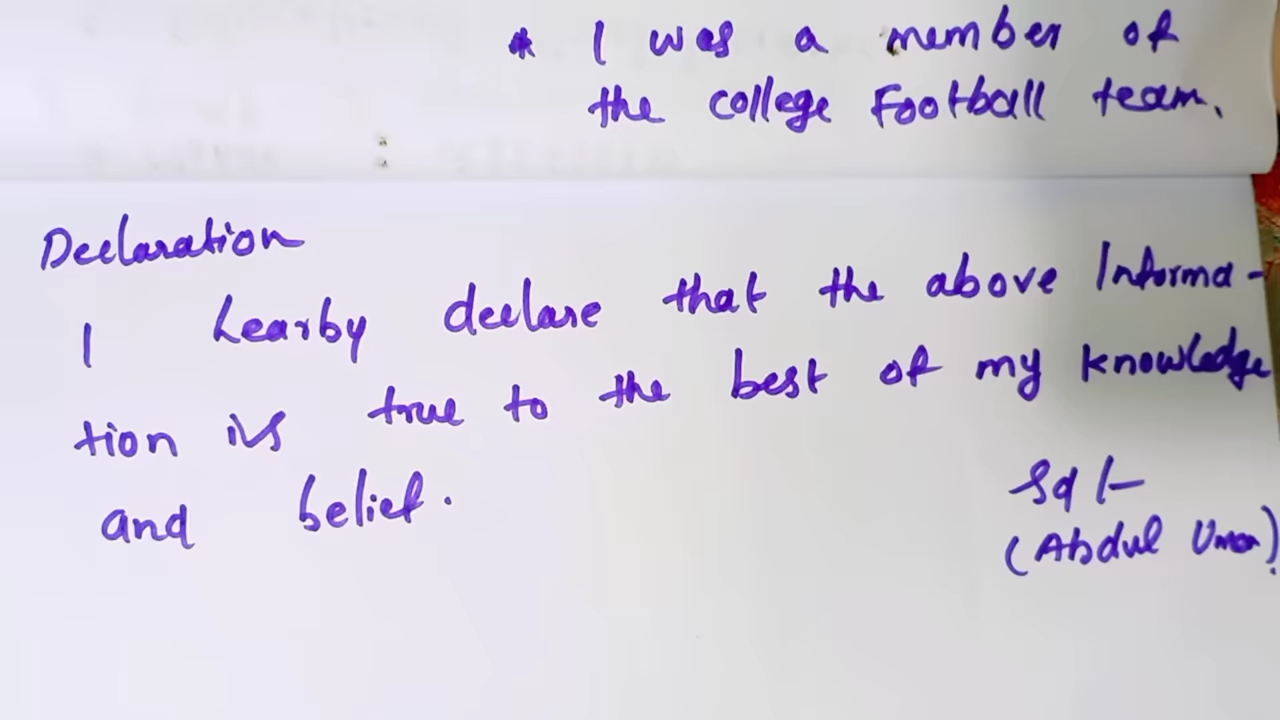 * I was a member of
the college Football team.
:
Declaration
I hearby declare that the above Informa-
tion is true to the best of my knowledge
and belief.
Sd/-
(Abdul Umar)